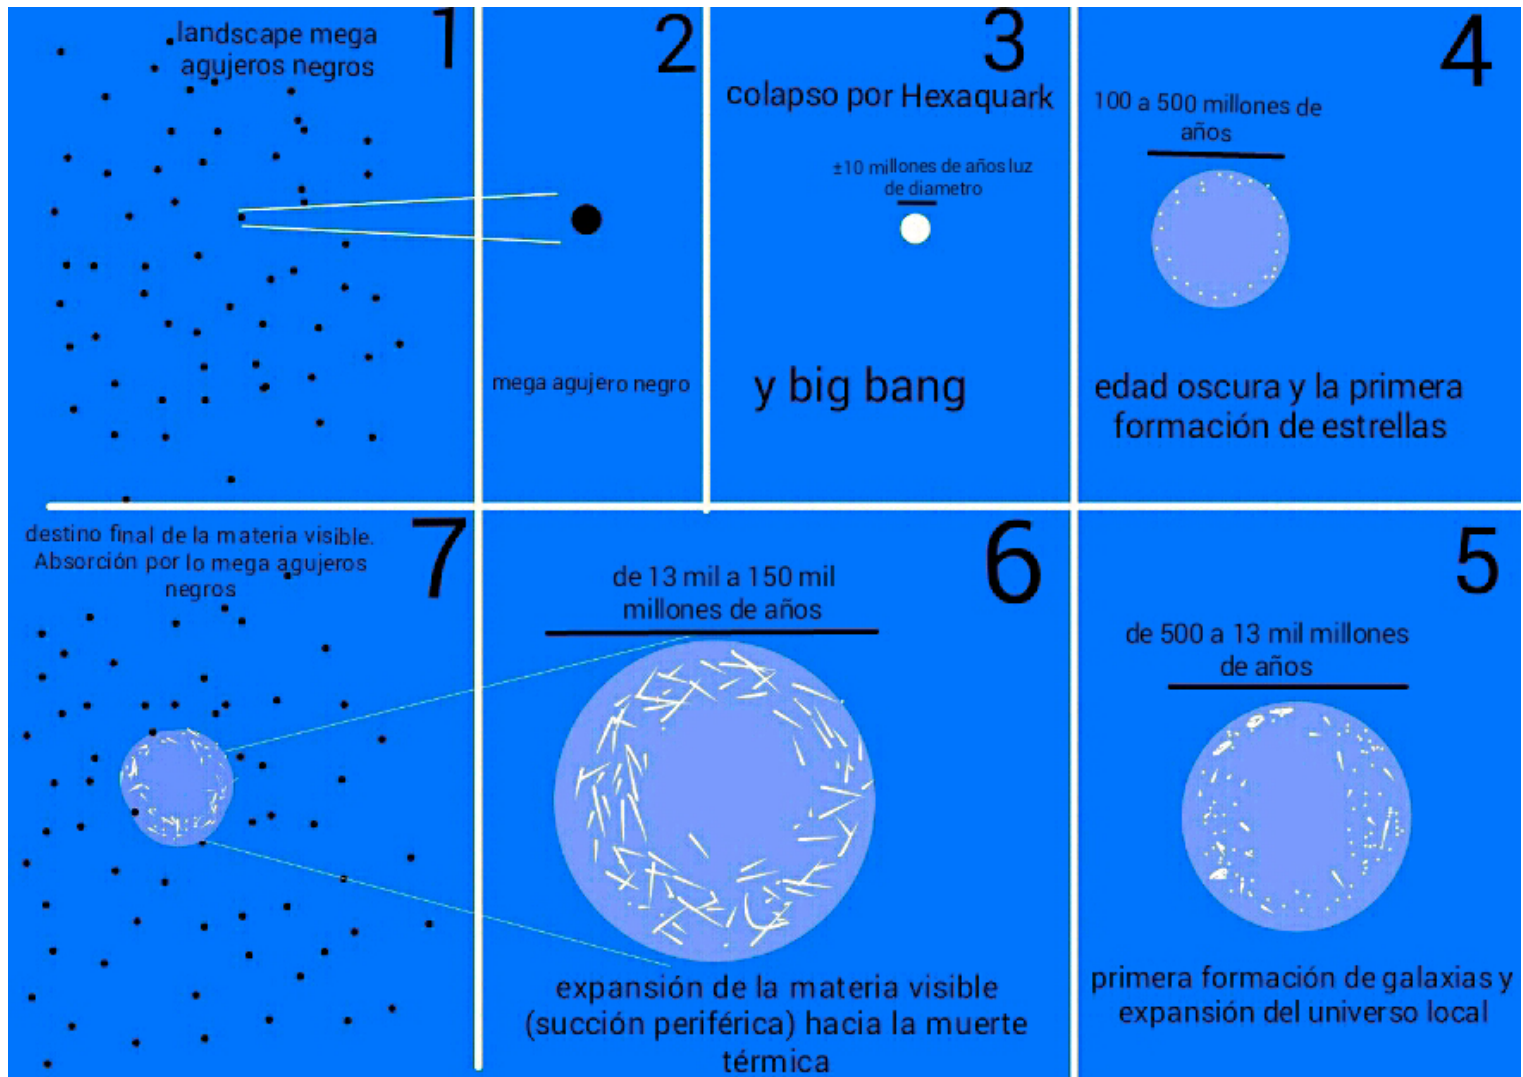 1
landscape mega
agujeros negros
2
mega agujero negro
3
colapso por Hexaquark
±10 millones de años luz
de diametro
y big bang
4
100 a 500 millones de
años
edad oscura y la primera
formación de estrellas
5
de 500 a 13 mil millones
de años
primera formación de galaxias y
expansión del universo local
6
de 13 mil a 150 mil
millones de años
expansión de la materia visible
(succión periférica) hacia la muerte
térmica
7
destino final de la materia visible.
Absorción por lo mega agujeros
negros